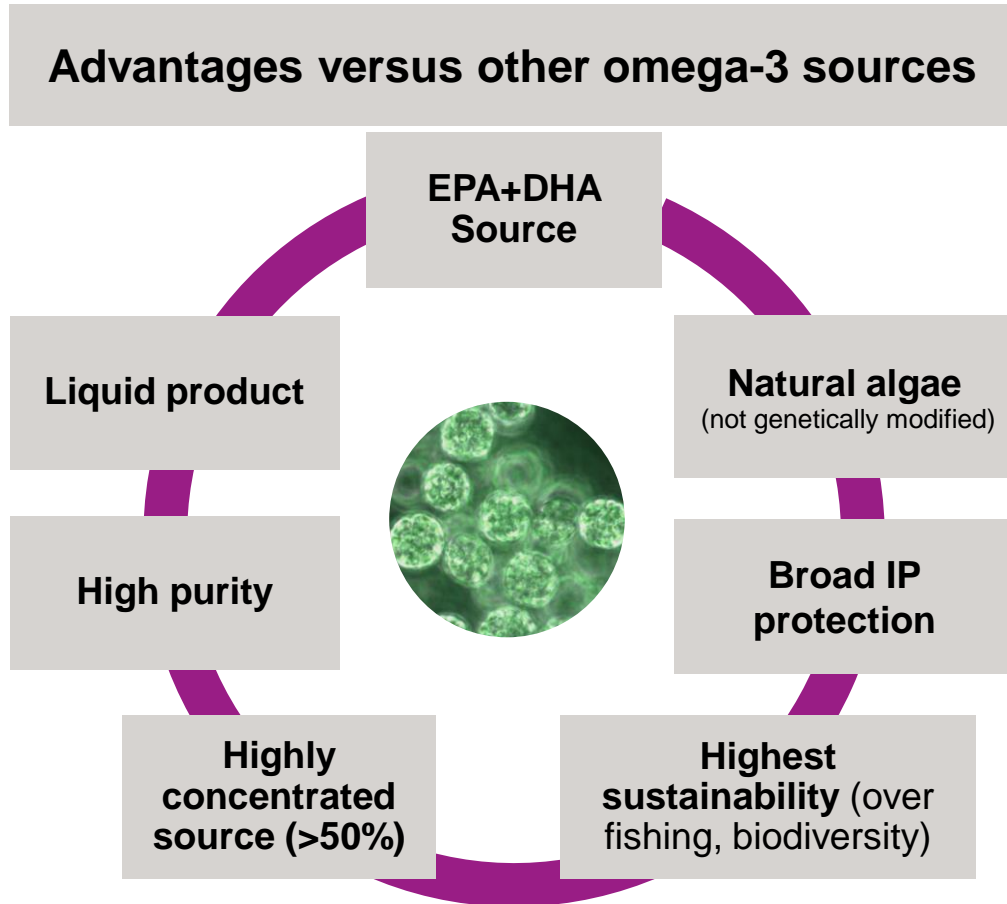 Advantages versus other omega-3 sources
EPA+DHA
Source
Natural algae
(not genetically modified)
Broad IP
protection
Highest
sustainability (over
fishing, biodiversity)
Highly
concentrated
source (>50%)
High purity
Liquid product